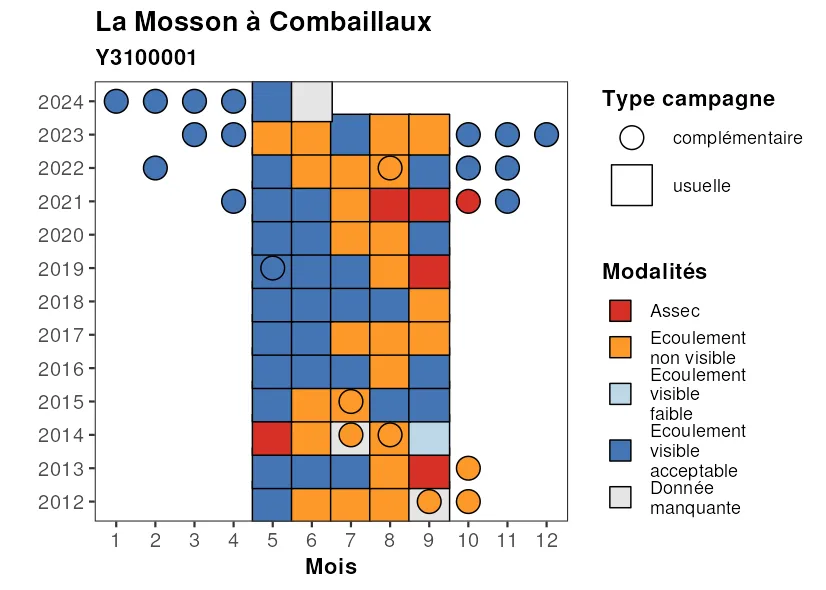 La Mosson à Combaillaux
Y3100001
2024
2023
2022
2021
2020
2019
2018
2017
2016
2015
2014
2013
2012
1 2 3 4 5 6 7 8 9 10 11 12
Mois
Type campagne
complémentaire
usuelle
Modalités
Assec
Ecoulement
non visible
Ecoulement
visible
faible
Ecoulement
visible
acceptable
Donnée
manquante